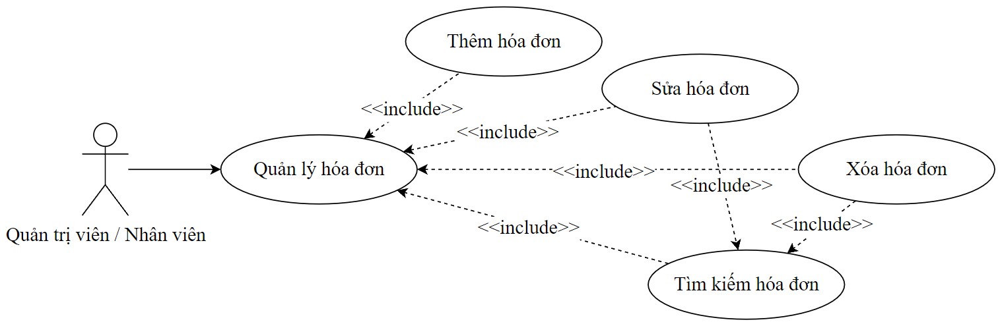 Thêm hóa đơn
Sửa hóa đơn
<<include>>
<<include>>
Quản lý hóa đơn
<<include>>
Xóa hóa đơn
<<include>>
<<include>>
<<include>>
Quản trị viên / Nhân viên
Tìm kiếm hóa đơn